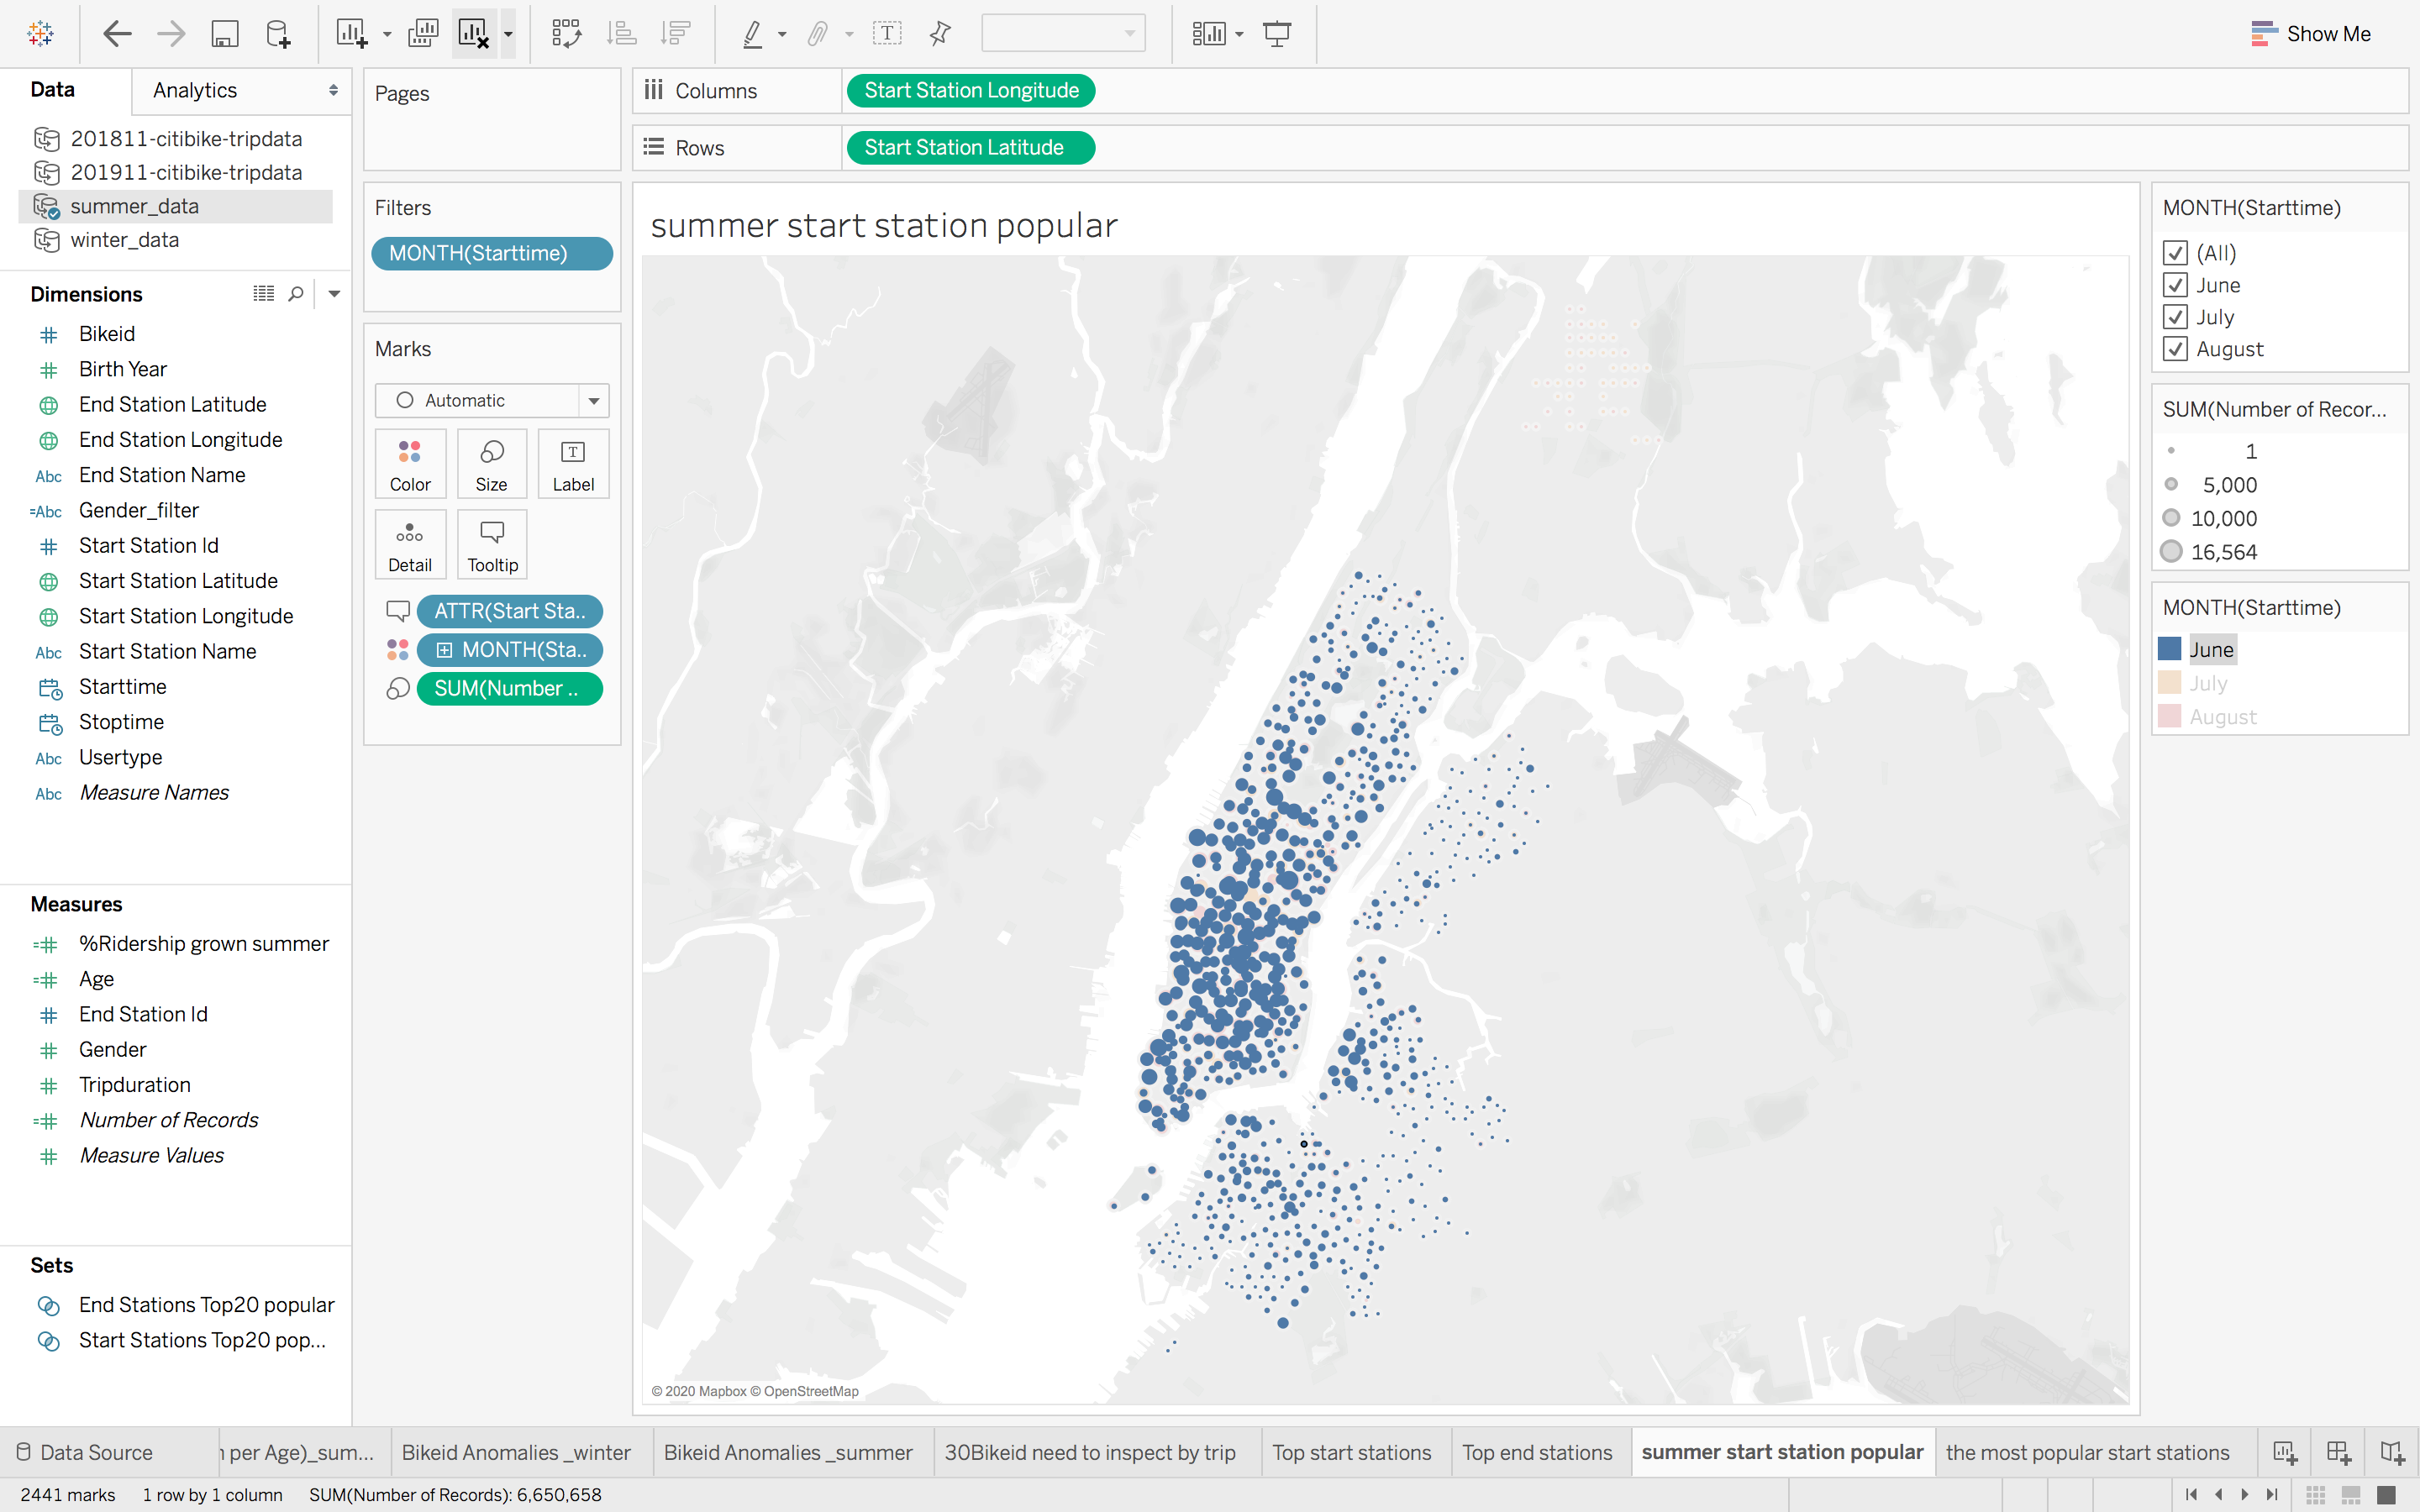 Show Me
Data
Analytics
201811-citibike-tripdata
201911-citibike-tripdata
summer_data
winter_data
Dimensions
Bikeid
Birth Year
End Station Latitude
End Station Longitude
Abc End Station Name
=Abc Gender_filter
Start Station Id
Start Station Latitude
Start Station Longitude
Abc Start Station Name
Starttime
Stoptime
Abc Usertype
Abc Measure Names
Measures
%Ridership grown summer
Age
End Station Id
Gender
Tripduration
Number of Records
Measure Values
Sets
End Stations Top20 popular
Start Stations Top20 pop...
Pages
Filters
MONTH(Starttime)
Marks
Automatic
Color Size Label
Detail Tooltip
ATTR(Start Sta..
MONTH(Sta..
SUM(Number ..
Columns Start Station Longitude
Rows Start Station Latitude
summer start station popular
© 2020 Mapbox © OpenStreetMap
MONTH(Starttime)
(All)
June
July
August
SUM(Number of Recor...
1
5,000
10,000
16,564
MONTH(Starttime)
June
July
August
Data Source
per Age)_sum...
Bikeid Anomalies _winter
Bikeid Anomalies _summer
30Bikeid need to inspect by trip
Top start stations
Top end stations
summer start station popular
the most popular start stations
2441 marks 1 row by 1 column SUM(Number of Records): 6,650,658